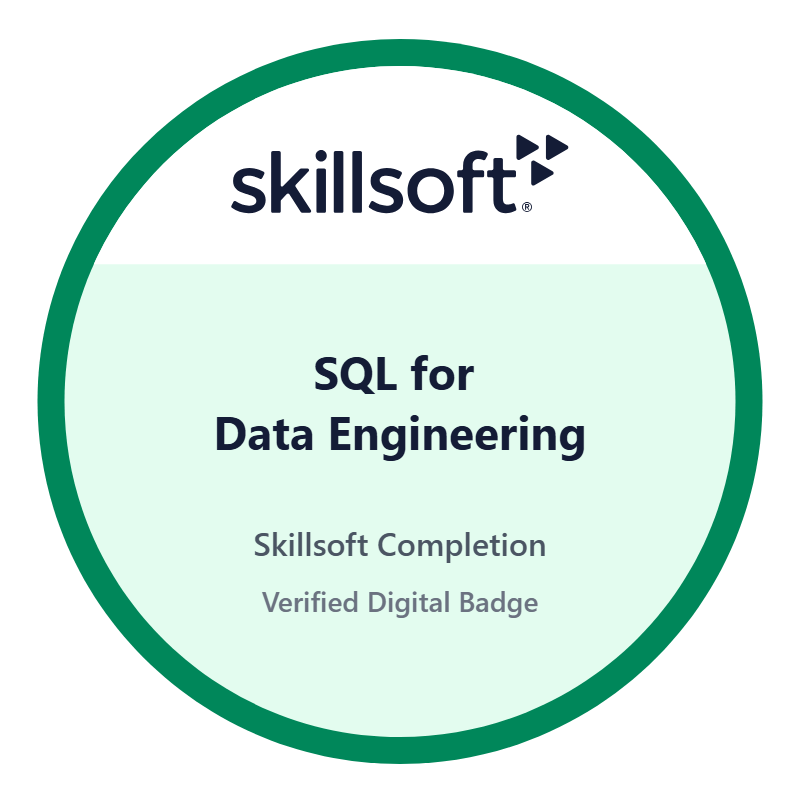 skillsoft®
SQL for
Data Engineering
Skillsoft Completion
Verified Digital Badge